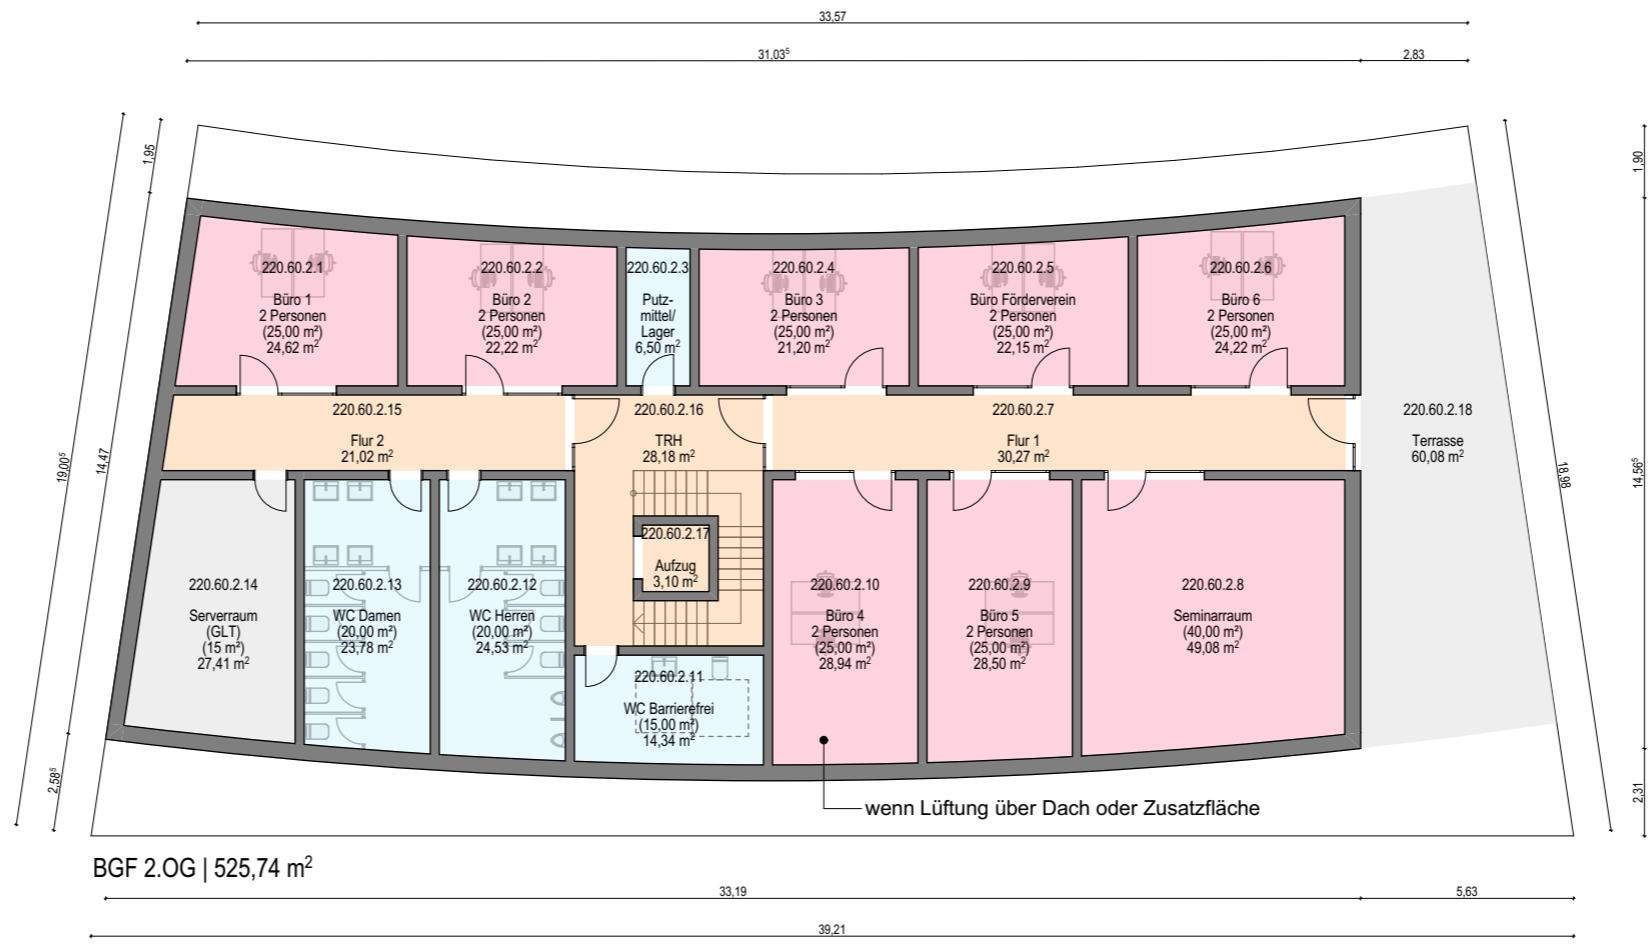 33,57
31,03⁵
2,83
1,95
19,00⁵
14,47
2,58⁵
1,90
18,98
14,56⁵
2,31
220.60.2.1
Büro 1
2 Personen
(25,00 m²)
24,62 m²
220.60.2.2
Büro 2
2 Personen
(25,00 m²)
22,22 m²
220.60.2.3
Putz-
mittel/
Lager
6,50 m²
220.60.2.4
Büro 3
2 Personen
(25,00 m²)
21,20 m²
220.60.2.5
Büro Förderverein
2 Personen
(25,00 m²)
22,15 m²
220.60.2.6
Büro 6
2 Personen
(25,00 m²)
24,22 m²
220.60.2.15
Flur 2
21,02 m²
220.60.2.16
TRH
28,18 m²
220.60.2.7
Flur 1
30,27 m²
220.60.2.18
Terrasse
60,08 m²
220.60.2.17
Aufzug
3,10 m²
220.60.2.14
Serverraum
(GLT)
(15 m²)
27,41 m²
220.60.2.13
WC Damen
(20,00 m²)
23,78 m²
220.60.2.12
WC Herren
(20,00 m²)
24,53 m²
220.60.2.11
WC Barrierefrei
(15,00 m²)
14,34 m²
220.60.2.10
Büro 4
2 Personen
(25,00 m²)
28,94 m²
220.60.2.9
Büro 5
2 Personen
(25,00 m²)
28,50 m²
220.60.2.8
Seminarraum
(40,00 m²)
49,08 m²
wenn Lüftung über Dach oder Zusatzfläche
BGF 2.OG | 525,74 m²
33,19
5,63
39,21